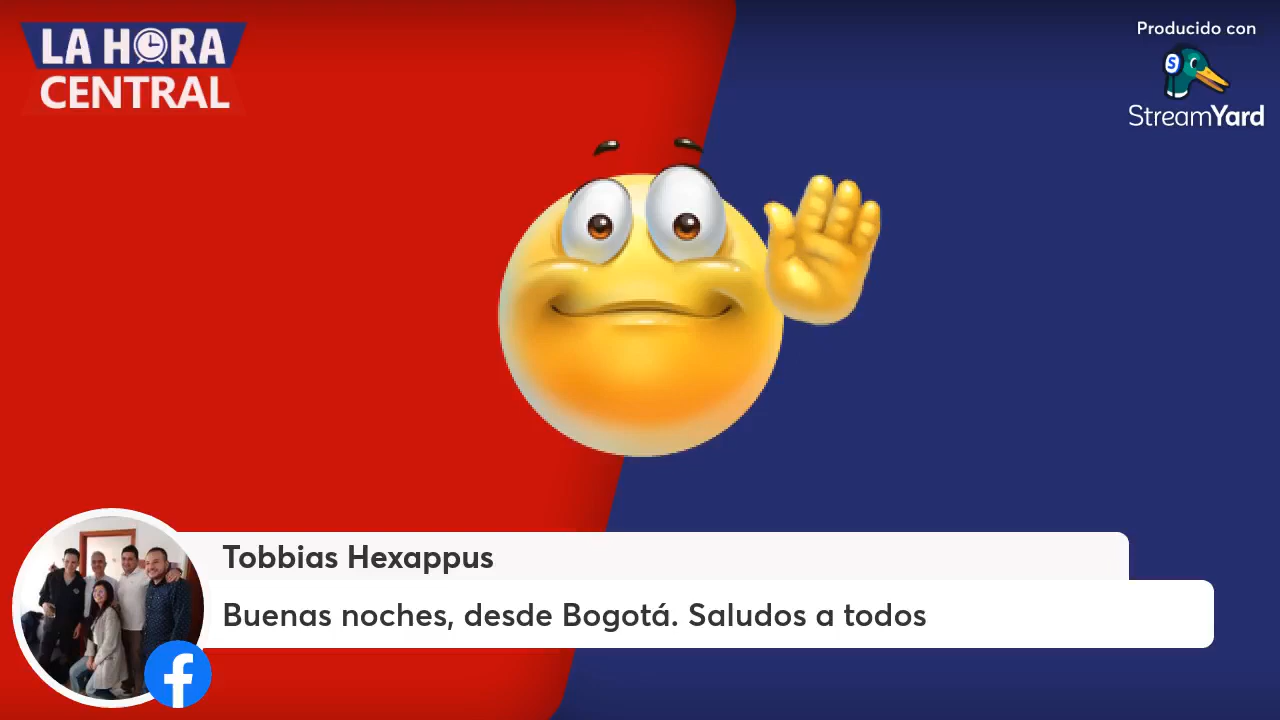 LA HORA
CENTRAL
Producido con
S
StreamYard
Tobbias Hexappus
Buenas noches, desde Bogotá. Saludos a todos